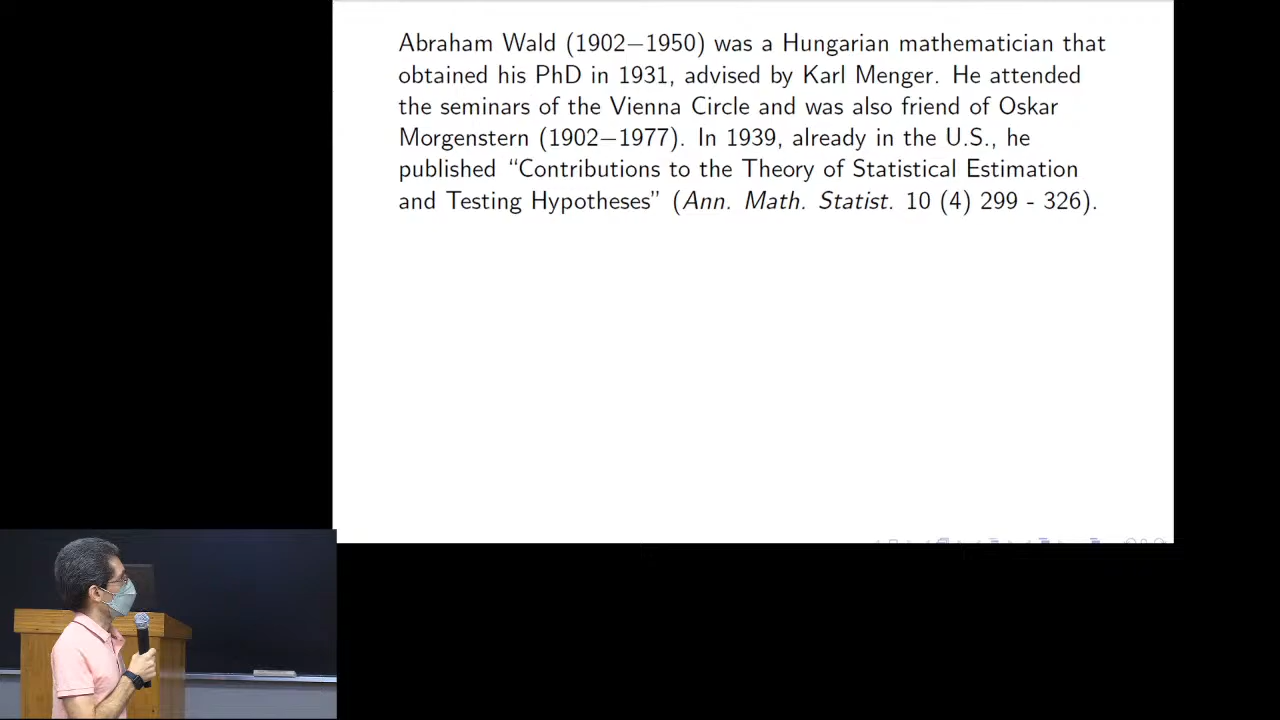 Abraham Wald (1902−1950) was a Hungarian mathematician that
obtained his PhD in 1931, advised by Karl Menger. He attended
the seminars of the Vienna Circle and was also friend of Oskar
Morgenstern (1902−1977). In 1939, already in the U.S., he
published “Contributions to the Theory of Statistical Estimation
and Testing Hypotheses” (Ann. Math. Statist. 10 (4) 299 - 326).